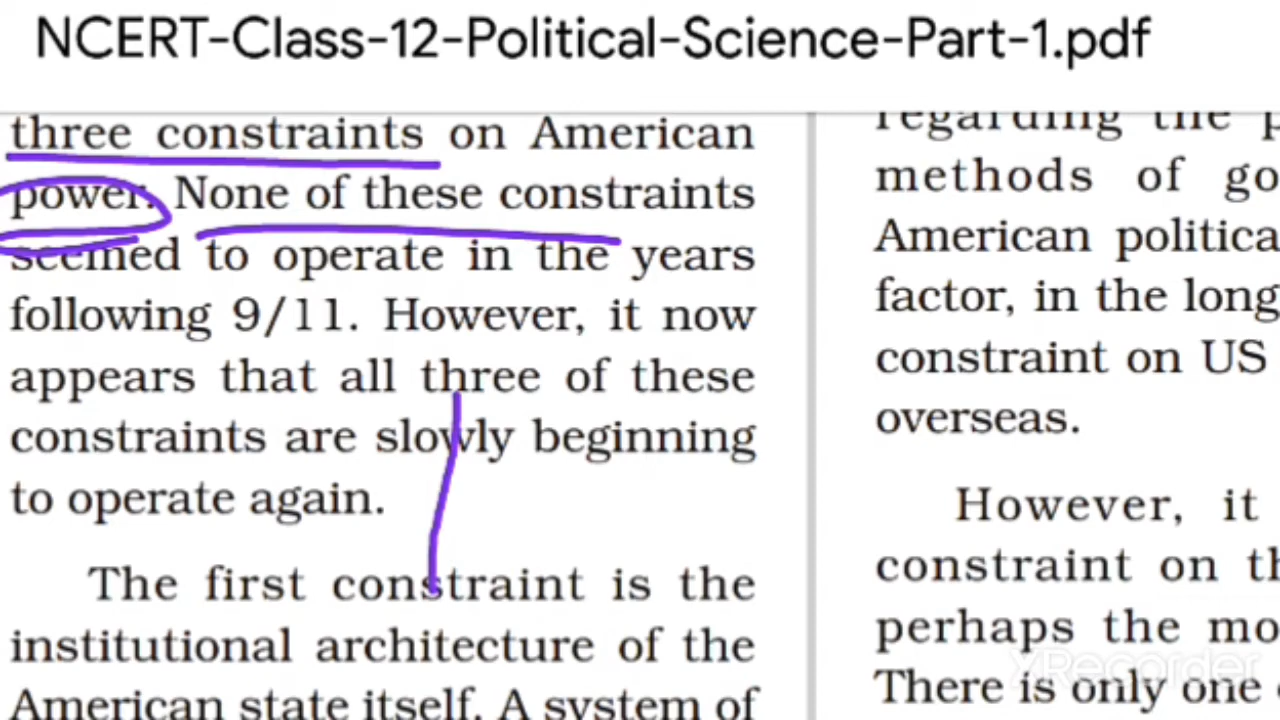 NCERT-Class-12-Political-Science-Part-1.pdf
three constraints on American
power. None of these constraints
seemed to operate in the years
following 9/11. However, it now
appears that all three of these
constraints are slowly beginning
to operate again.
The first constraint is the
institutional architecture of the
American state itself. A system of
regarding the
methods of
American
factor, in the long
constraint on US
overseas.
However, it
constraint on
perhaps the
There is only one
XRecorder